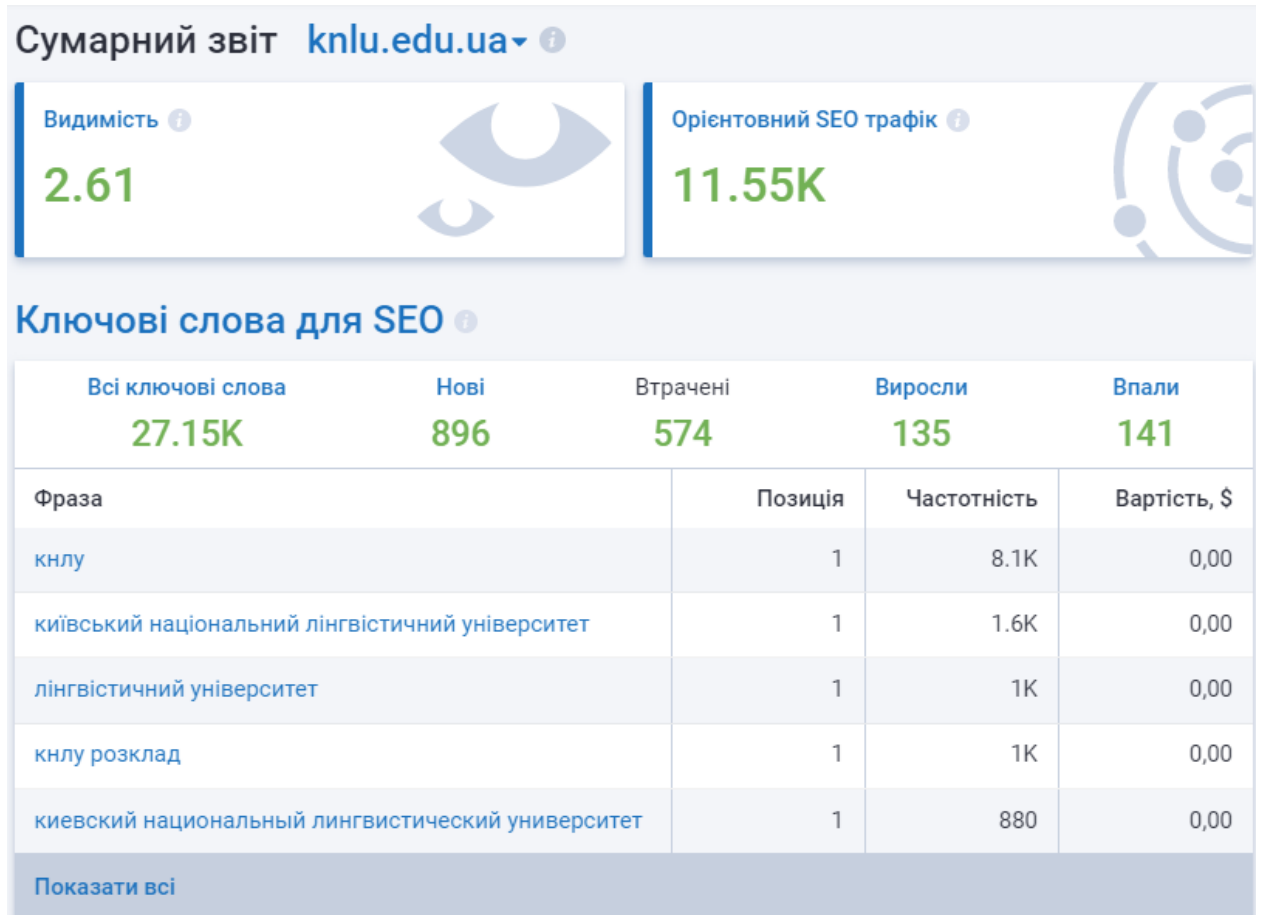 Сумарний звіт knlu.edu.ua
Видимість
2.61
Орієнтовний SEO трафік
11.55K
Ключові слова для SEO
Всі ключові слова Нові Втрачені Виросли Впали
27.15K 896 574 135 141
Фраза Позиція Частотність Вартість, $
кнлу 1 8.1K 0,00
київський національний лінгвістичний університет 1 1.6K 0,00
лінгвістичний університет 1 1K 0,00
кнлу розклад 1 1K 0,00
киевский национальный лингвистический университет 1 880 0,00
Показати всі